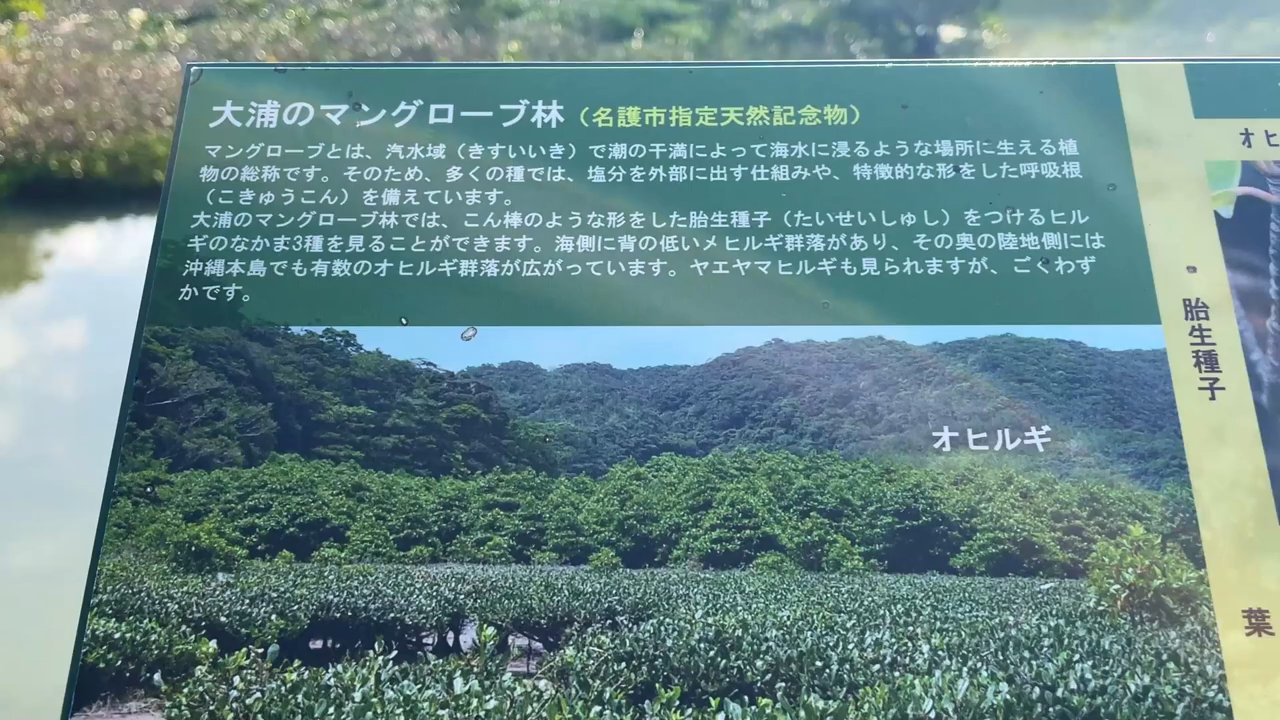 大浦のマングローブ林（名護市指定天然記念物）
マングローブとは、汽水域（きすいいき）で潮の干満によって海水に浸るような場所に生える植
物の総称です。そのため、多くの種では、塩分を外部に出す仕組みや、特徴的な形をした呼吸根
（こきゅうこん）を備えています。
大浦のマングローブ林では、こん棒のような形をした胎生種子（たいせいしゅし）をつけるヒル
ギのなかま3種を見ることができます。海側に背の低いメヒルギ群落があり、その奥の陸地側には
沖縄本島でも有数のオヒルギ群落が広がっています。ヤエヤマヒルギも見られますが、ごくわず
かです。
オヒルギ
オヒ
胎生種子
葉